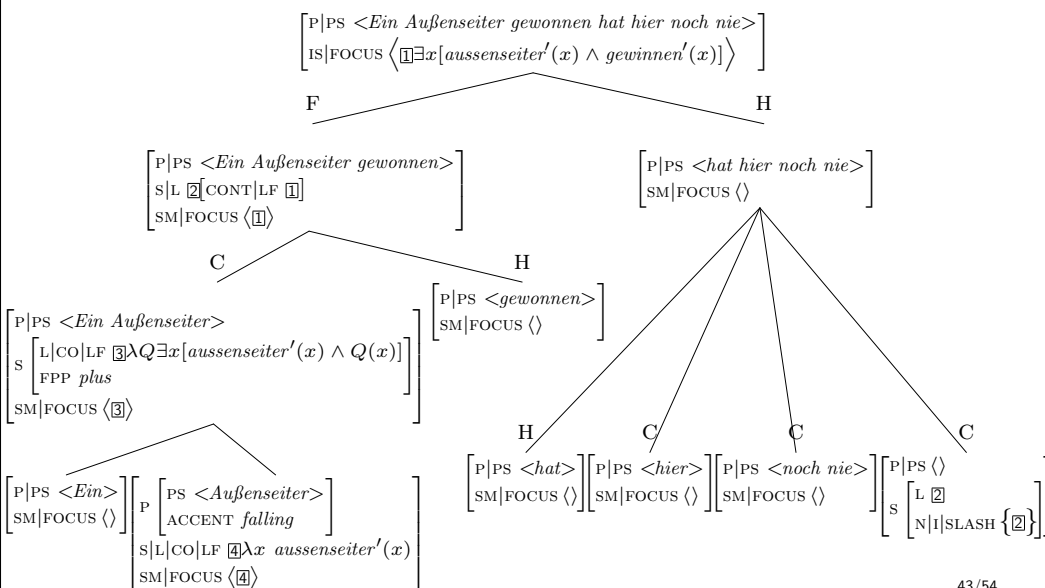 P|PS <Ein Außenseiter gewonnen hat hier noch nie>
IS|FOCUS ⟨[1]∃x[aussenseiter′(x) ∧ gewinnen′(x)]⟩
F
H
P|PS <Ein Außenseiter gewonnen>
S|L [2][CONT|LF [1]]
SM|FOCUS ⟨[1]⟩
P|PS <hat hier noch nie>
SM|FOCUS ⟨⟩
C
H
P|PS <Ein Außenseiter>
S [L|CO|LF [3]λQ∃x[aussenseiter′(x) ∧ Q(x)]
FPP plus]
SM|FOCUS ⟨[3]⟩
P|PS <gewonnen>
SM|FOCUS ⟨⟩
H
C
C
C
P|PS <Ein>
SM|FOCUS ⟨⟩
P [PS <Außenseiter>
ACCENT falling]
S|L|CO|LF [4]λx aussenseiter′(x)
SM|FOCUS ⟨[4]⟩
P|PS <hat>
SM|FOCUS ⟨⟩
P|PS <hier>
SM|FOCUS ⟨⟩
P|PS <noch nie>
SM|FOCUS ⟨⟩
P|PS ⟨⟩
S [L [2]
N|I|SLASH {[2]}]
43/54